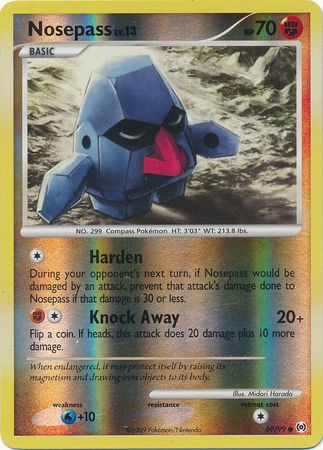 Nosepass LV.13
HP 70
BASIC
NO. 299 Compass Pokémon HT: 3'03" WT: 213.8 lbs.
Harden
During your opponent's next turn, if Nosepass would be
damaged by an attack, prevent that attack's damage done to
Nosepass if that damage is 30 or less.
Knock Away 20+
Flip a coin. If heads, this attack does 20 damage plus 10 more
damage.
When endangered, it may protect itself by raising its
magnetism and drawing iron objects to its body.
Illus. Midori Harada
weakness resistance retreat cost
+10
©2009 Pokémon/Nintendo
69/99